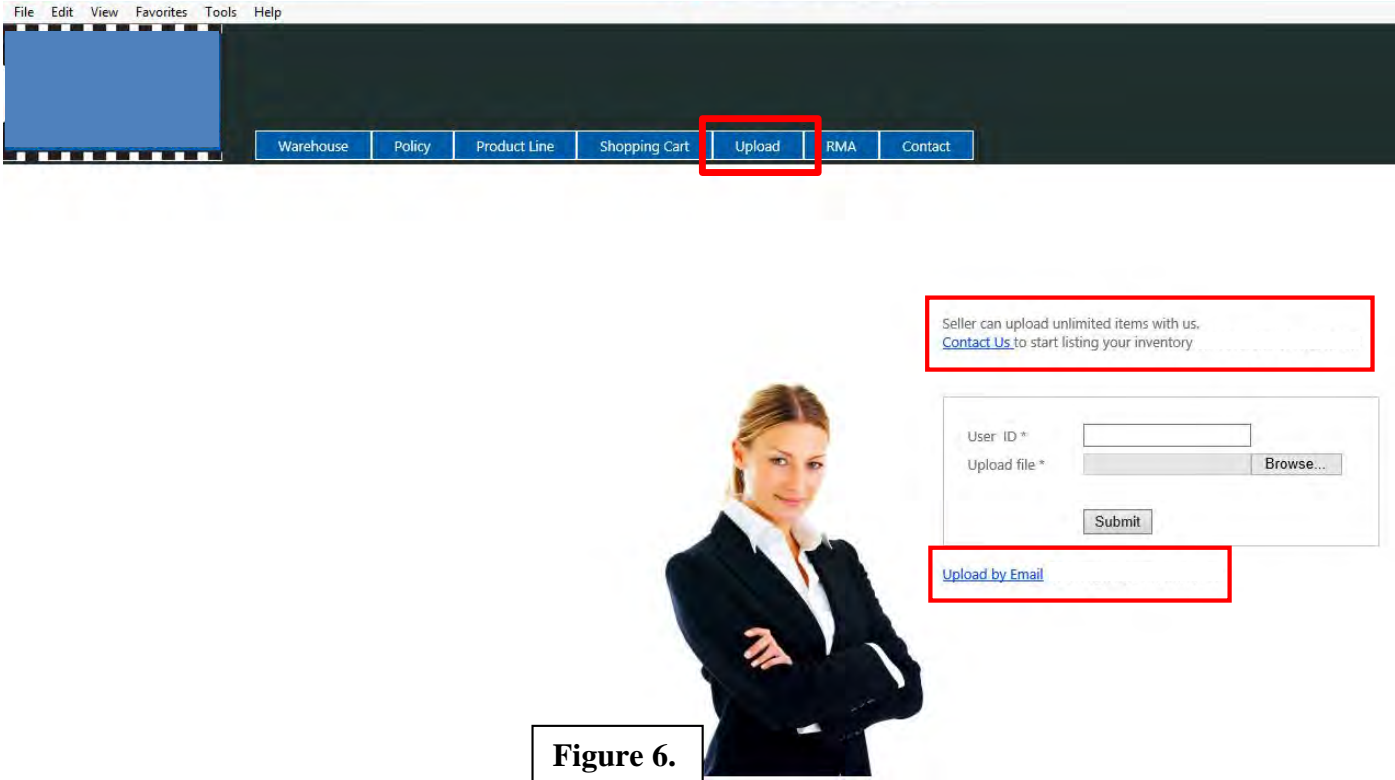 File Edit View Favorites Tools Help
Warehouse Policy Product Line Shopping Cart Upload RMA Contact
Seller can upload unlimited items with us.
Contact Us to start listing your inventory
User ID *
Upload file * Browse...
Submit
Upload by Email
Figure 6.